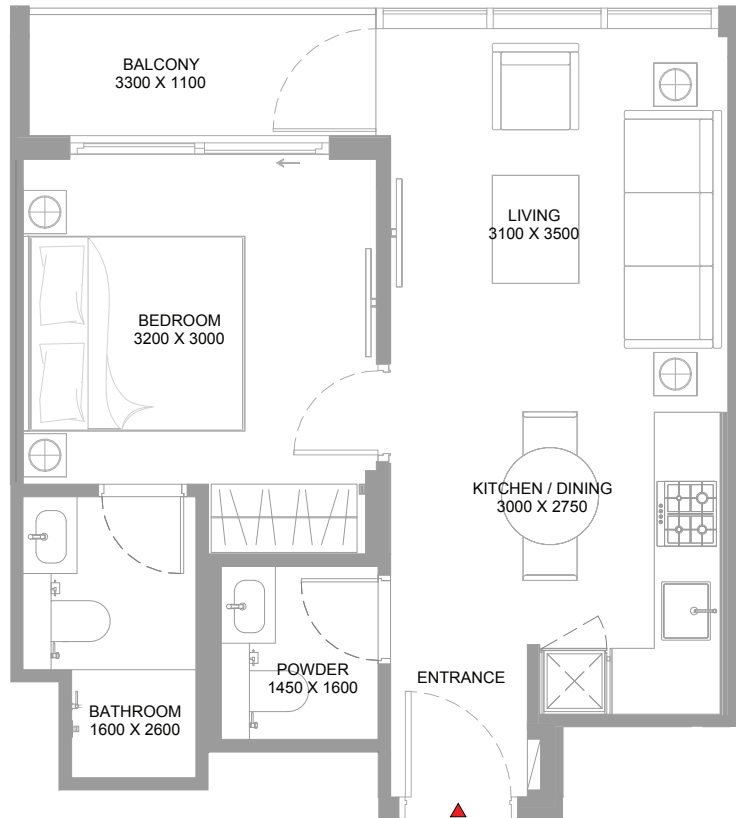 BALCONY
3300 X 1100
LIVING
3100 X 3500
BEDROOM
3200 X 3000
KITCHEN / DINING
3000 X 2750
POWDER
1450 X 1600
ENTRANCE
BATHROOM
1600 X 2600